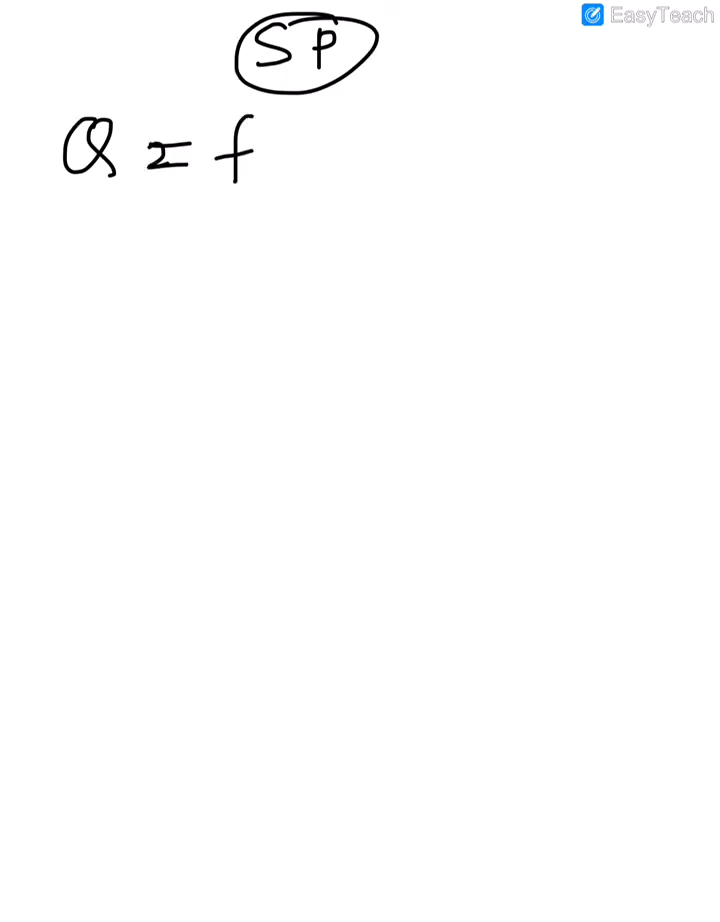 EasyTeach
SP
Q = f